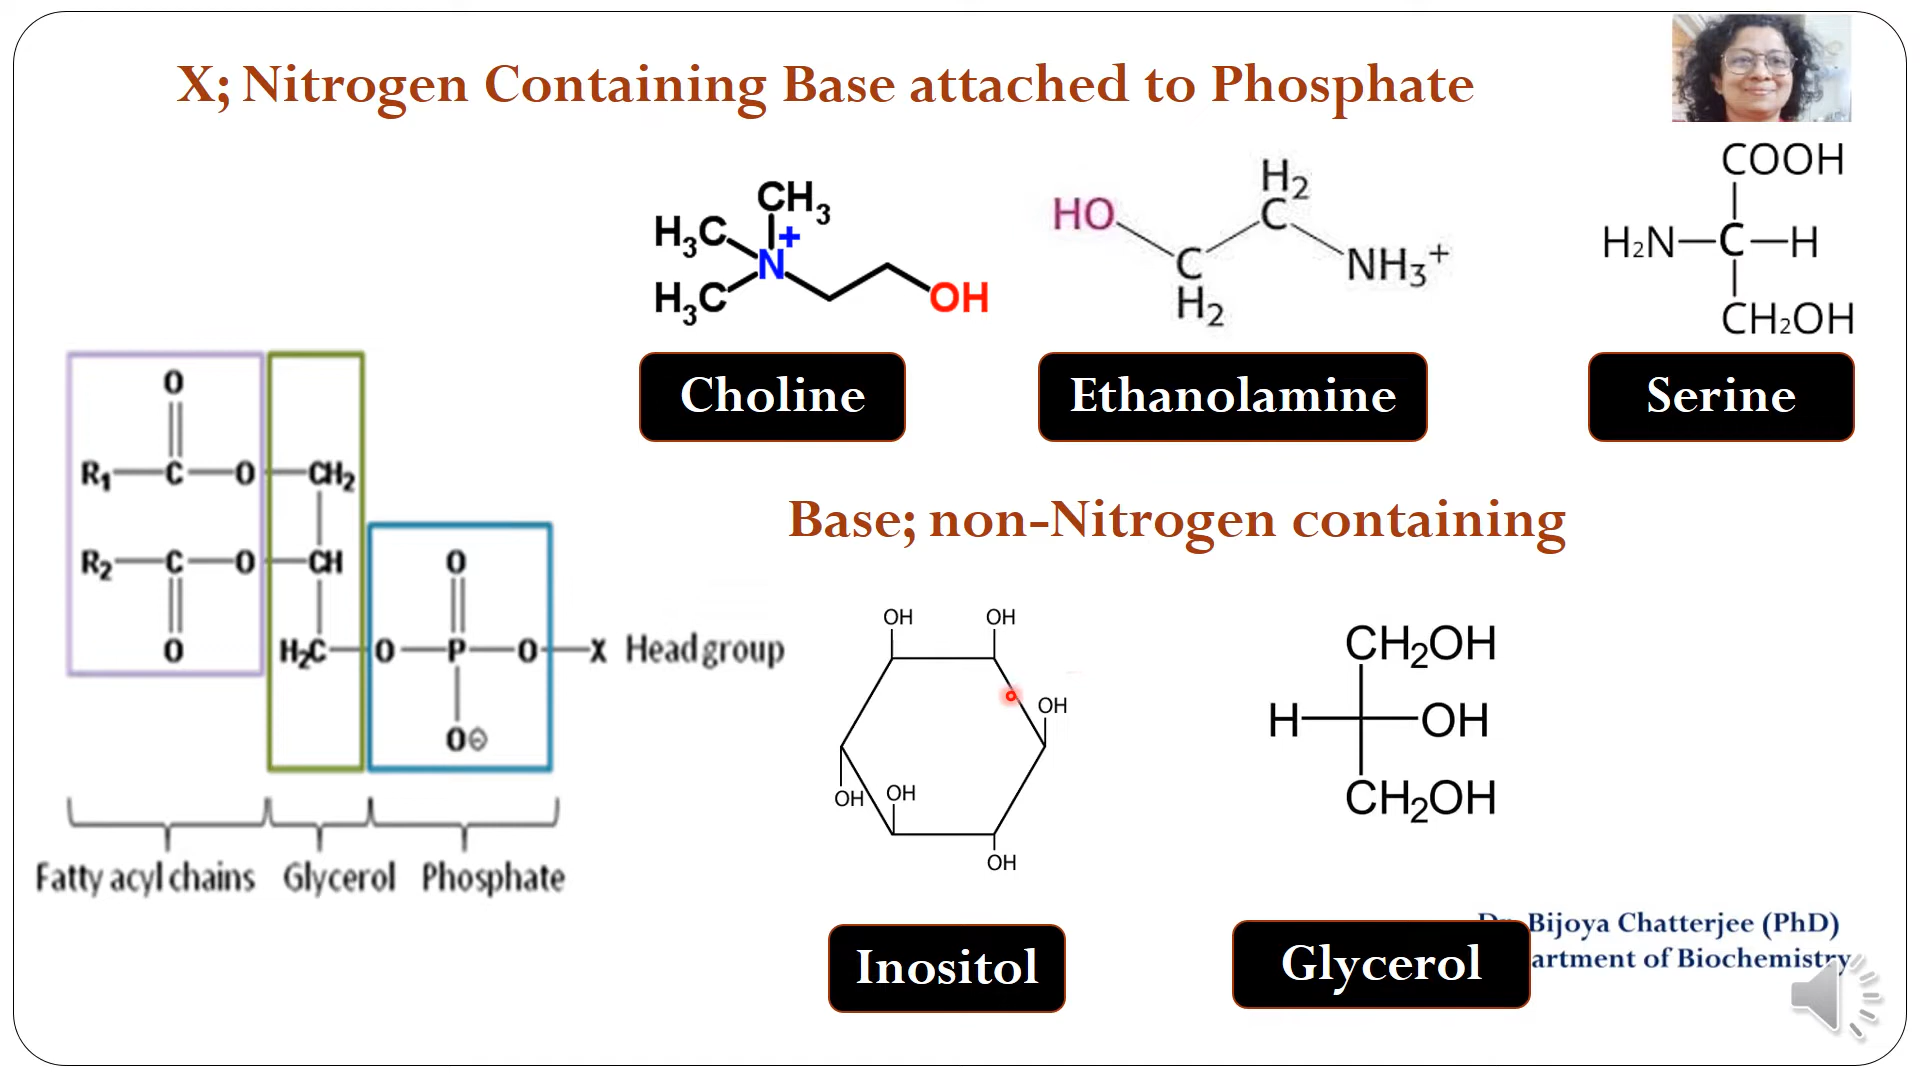 X; Nitrogen Containing Base attached to Phosphate
CH3
H3C
+
N
H3C
OH
Choline
H2
HO
C
C
NH3+
H2
Ethanolamine
COOH
H2N—C—H
CH2OH
Serine
O
R1—C—O—CH2
R2—C—O—CH
O
O
H2C—O—P—O—X Head group
O⊖
Fatty acyl chains
Glycerol
Phosphate
Base; non-Nitrogen containing
OH
OH
OH
OH
OH
OH
Inositol
CH2OH
H
OH
CH2OH
Glycerol
Bijoya Chatterjee (PhD)
artment of Biochemistry